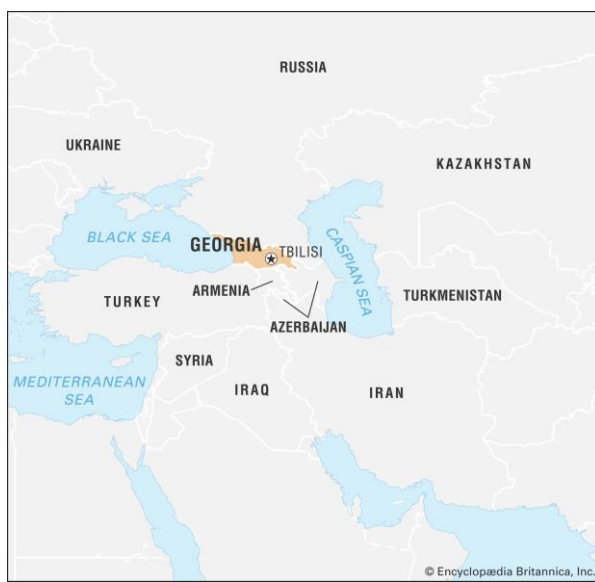 RUSSIA
UKRAINE
KAZAKHSTAN
BLACK SEA
GEORGIA
TBILISI
CASPIAN SEA
TURKEY
ARMENIA
TURKMENISTAN
AZERBAIJAN
SYRIA
MEDITERRANEAN
SEA
IRAQ
IRAN
© Encyclopædia Britannica, Inc.